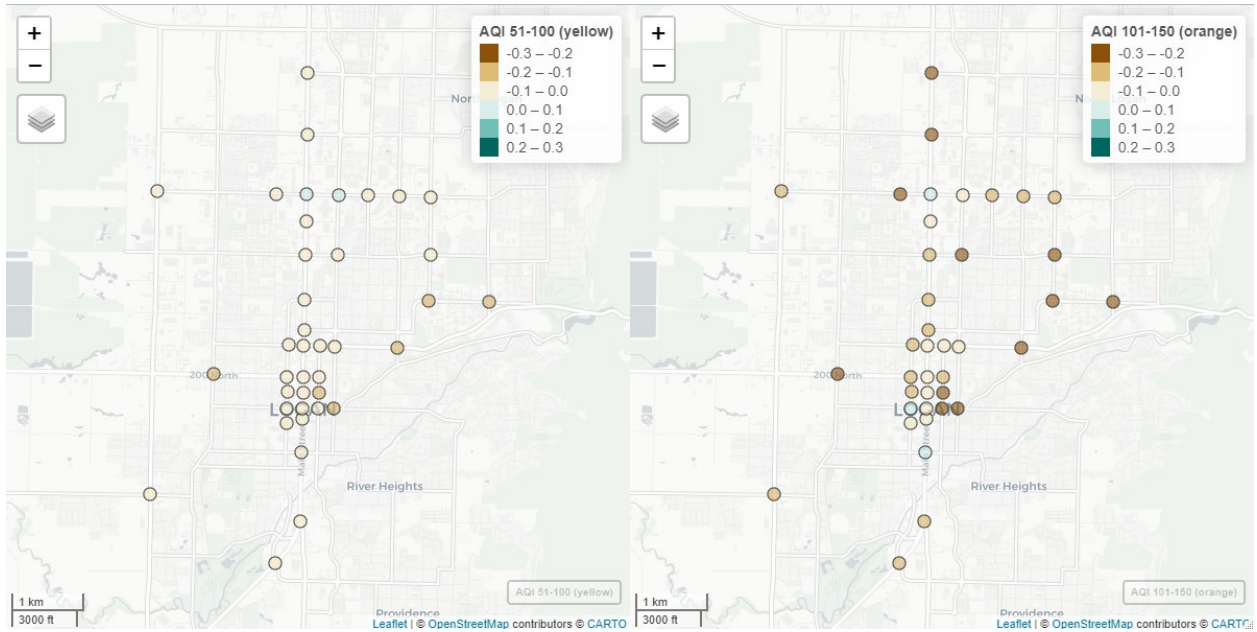 +
−
AQI 51-100 (yellow)
-0.3 – -0.2
-0.2 – -0.1
-0.1 – 0.0
0.0 – 0.1
0.1 – 0.2
0.2 – 0.3
200 North
River Heights
Providence
1 km
3000 ft
AQI 51-100 (yellow)
Leaflet | © OpenStreetMap contributors © CARTO
+
−
AQI 101-150 (orange)
-0.3 – -0.2
-0.2 – -0.1
-0.1 – 0.0
0.0 – 0.1
0.1 – 0.2
0.2 – 0.3
200 North
River Heights
Providence
1 km
3000 ft
AQI 101-150 (orange)
Leaflet | © OpenStreetMap contributors © CARTO